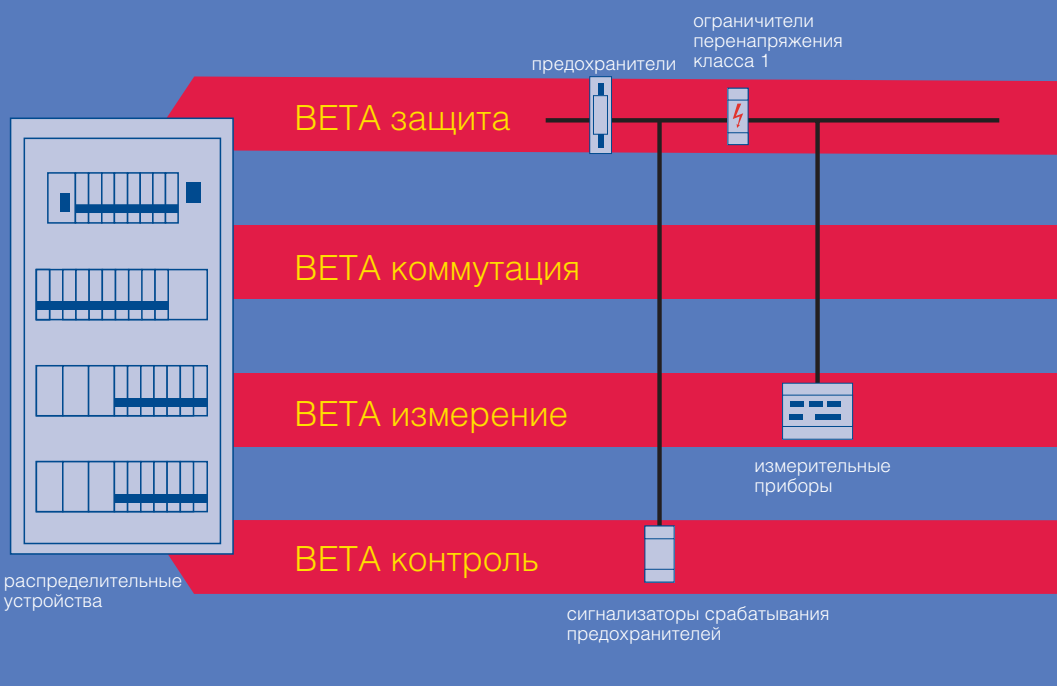 ограничители
перенапряжения
класса 1
предохранители
BETA защита
BETA коммутация
BETA измерение
измерительные
приборы
BETA контроль
распределительные
устройства
сигнализаторы срабатывания
предохранителей